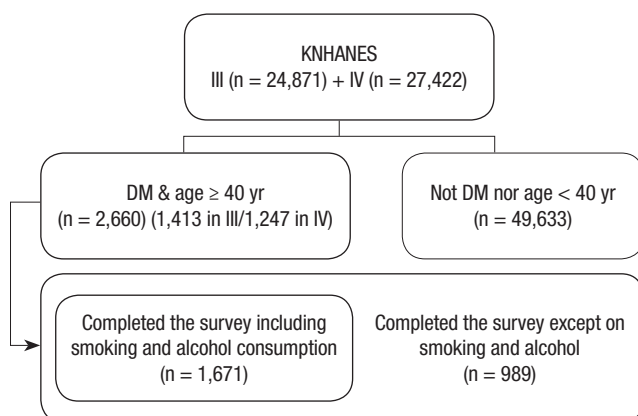 KNHANES
III (n = 24,871) + IV (n = 27,422)
DM & age ≥ 40 yr
(n = 2,660) (1,413 in III/1,247 in IV)
Not DM nor age < 40 yr
(n = 49,633)
Completed the survey including
smoking and alcohol consumption
(n = 1,671)
Completed the survey except on
smoking and alcohol
(n = 989)